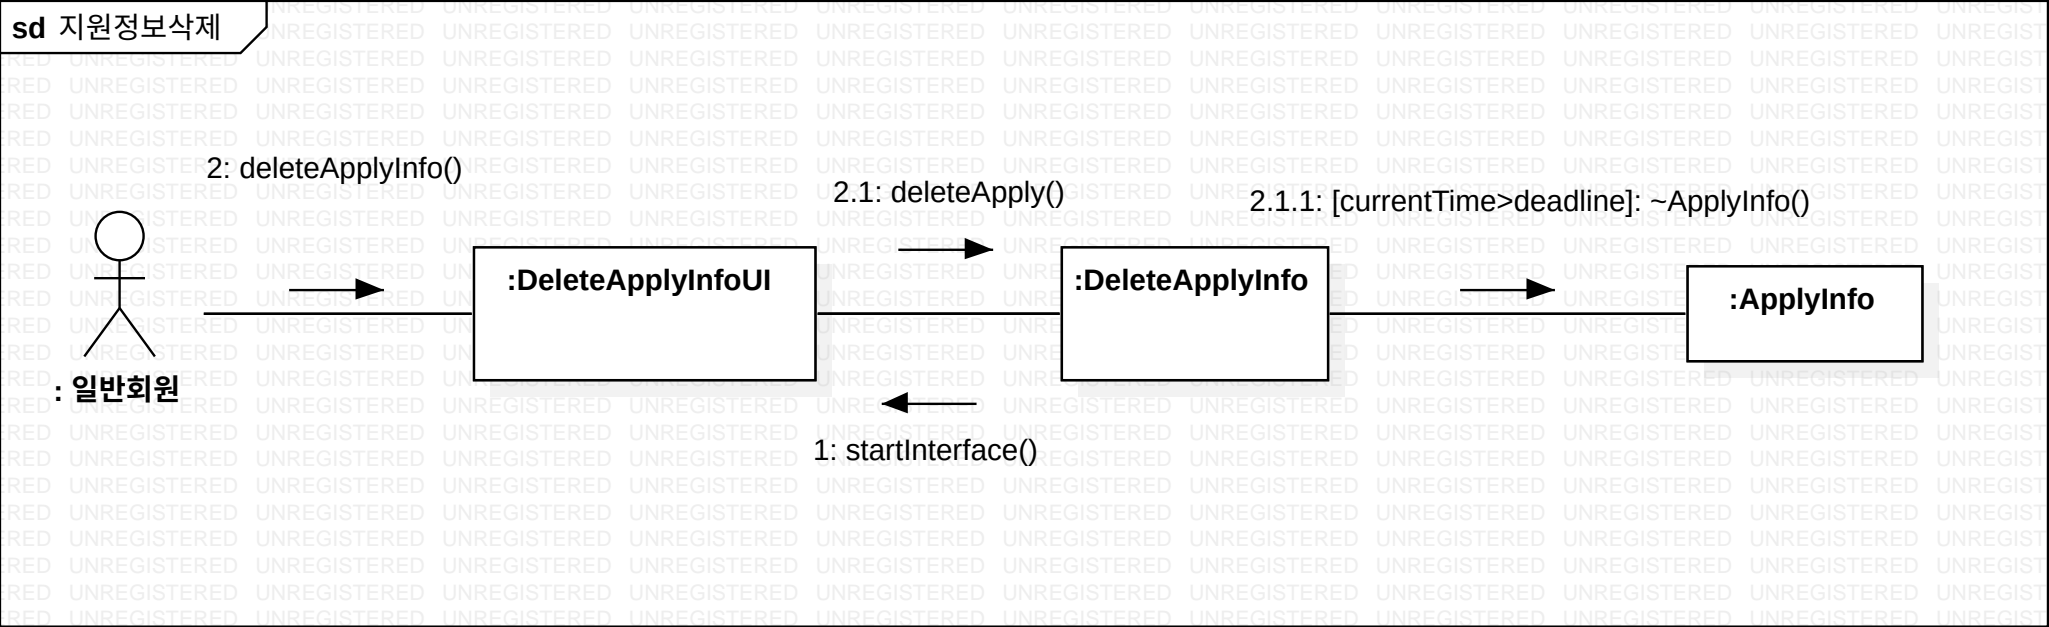 sd 지원정보삭제
2: deleteApplyInfo()
2.1: deleteApply()
2.1.1: [currentTime>deadline]: ~ApplyInfo()
:DeleteApplyInfoUI
:DeleteApplyInfo
:ApplyInfo
: 일반회원
1: startInterface()
UNREGISTERED